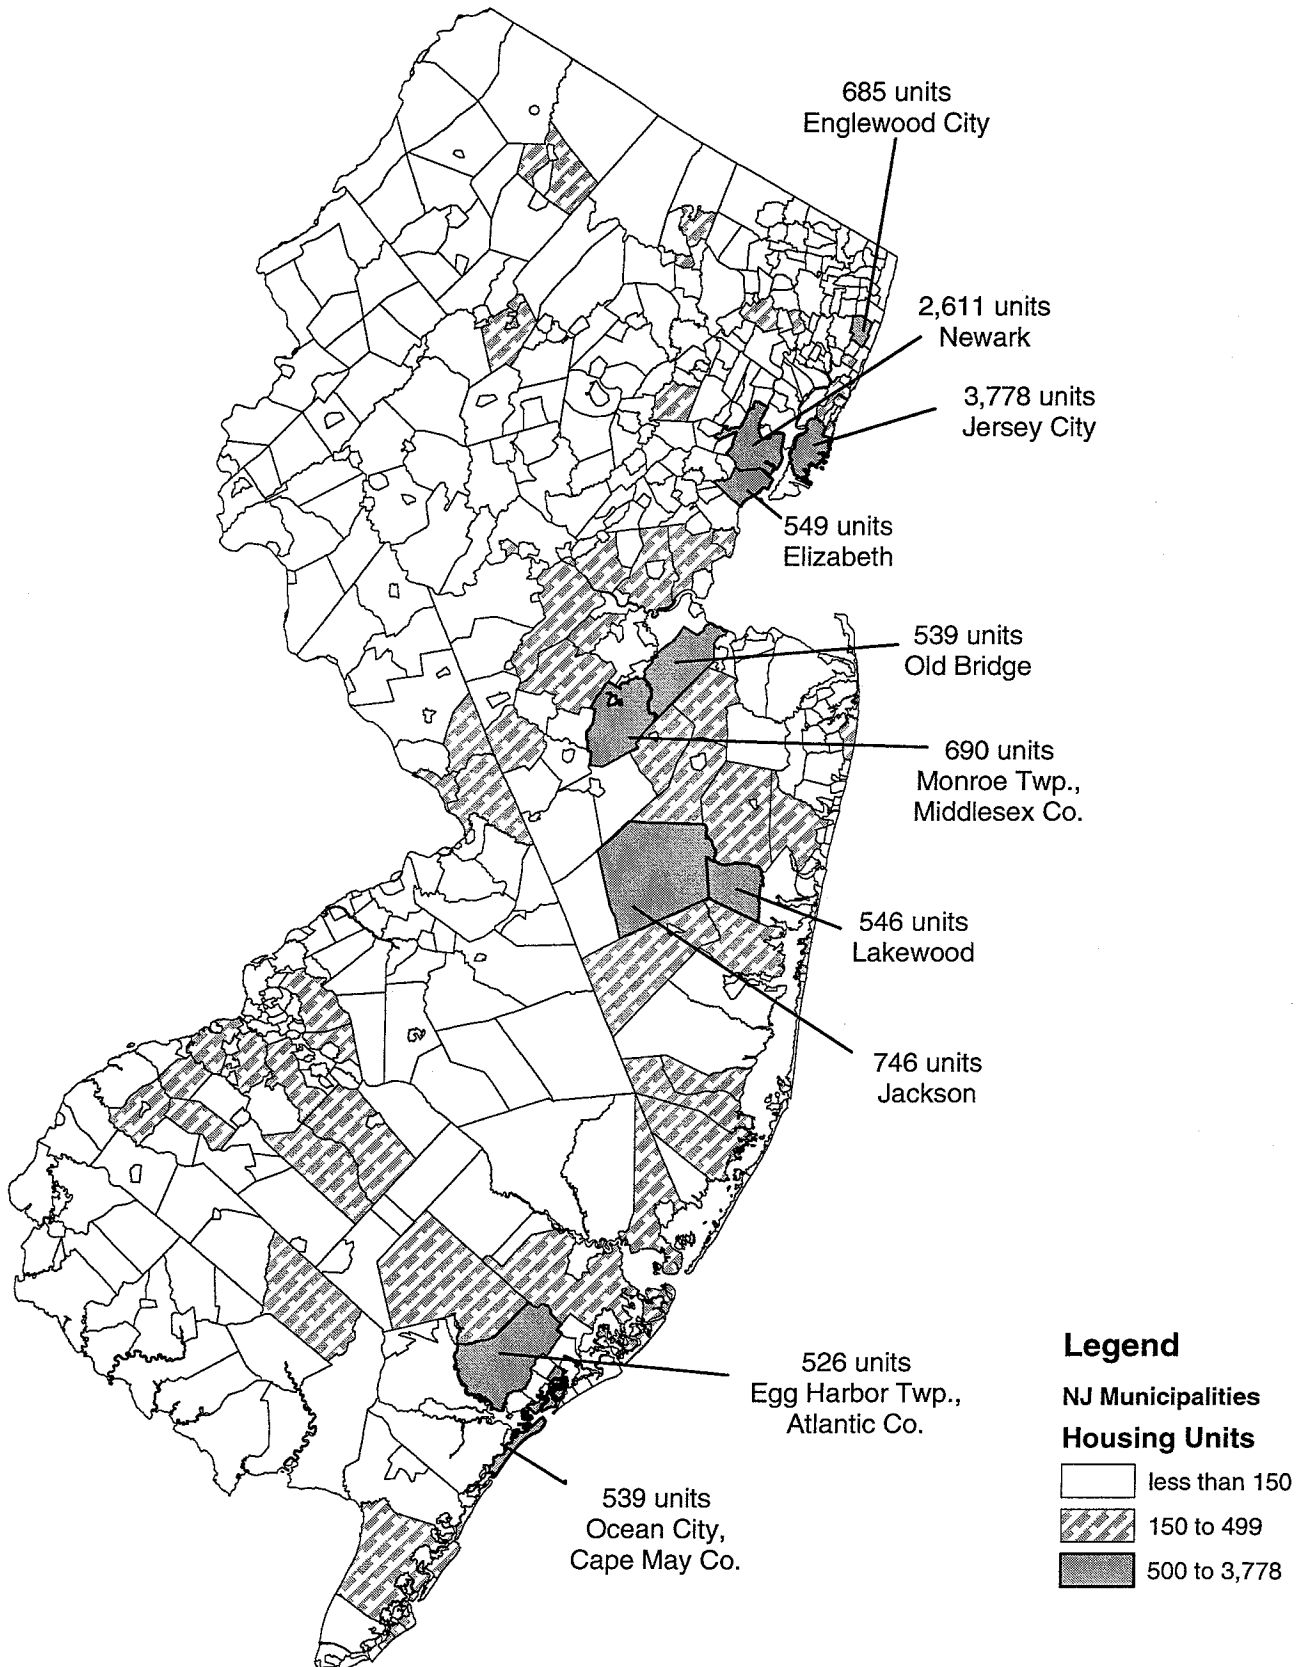 685 units
Englewood City
2,611 units
Newark
3,778 units
Jersey City
549 units
Elizabeth
539 units
Old Bridge
690 units
Monroe Twp.,
Middlesex Co.
546 units
Lakewood
746 units
Jackson
526 units
Egg Harbor Twp.,
Atlantic Co.
539 units
Ocean City,
Cape May Co.
Legend
NJ Municipalities
Housing Units
less than 150
150 to 499
500 to 3,778